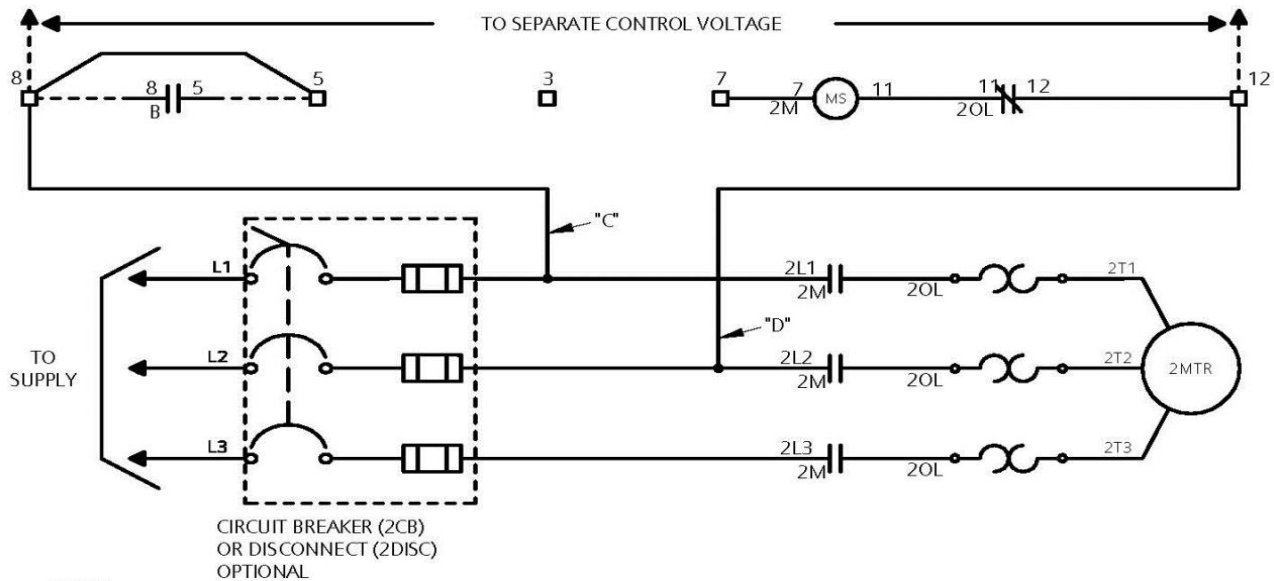 TO SEPARATE CONTROL VOLTAGE
8 8 5 5 3 7 7 11 11 12 12
B 2M MS 2OL
"C"
L1 2L1 2M 2OL 2T1
"D"
TO SUPPLY
L2 2L2 2M 2OL 2T2
2MTR
L3 2L3 2M 2OL 2T3
CIRCUIT BREAKER (2CB)
OR DISCONNECT (2DISC)
OPTIONAL